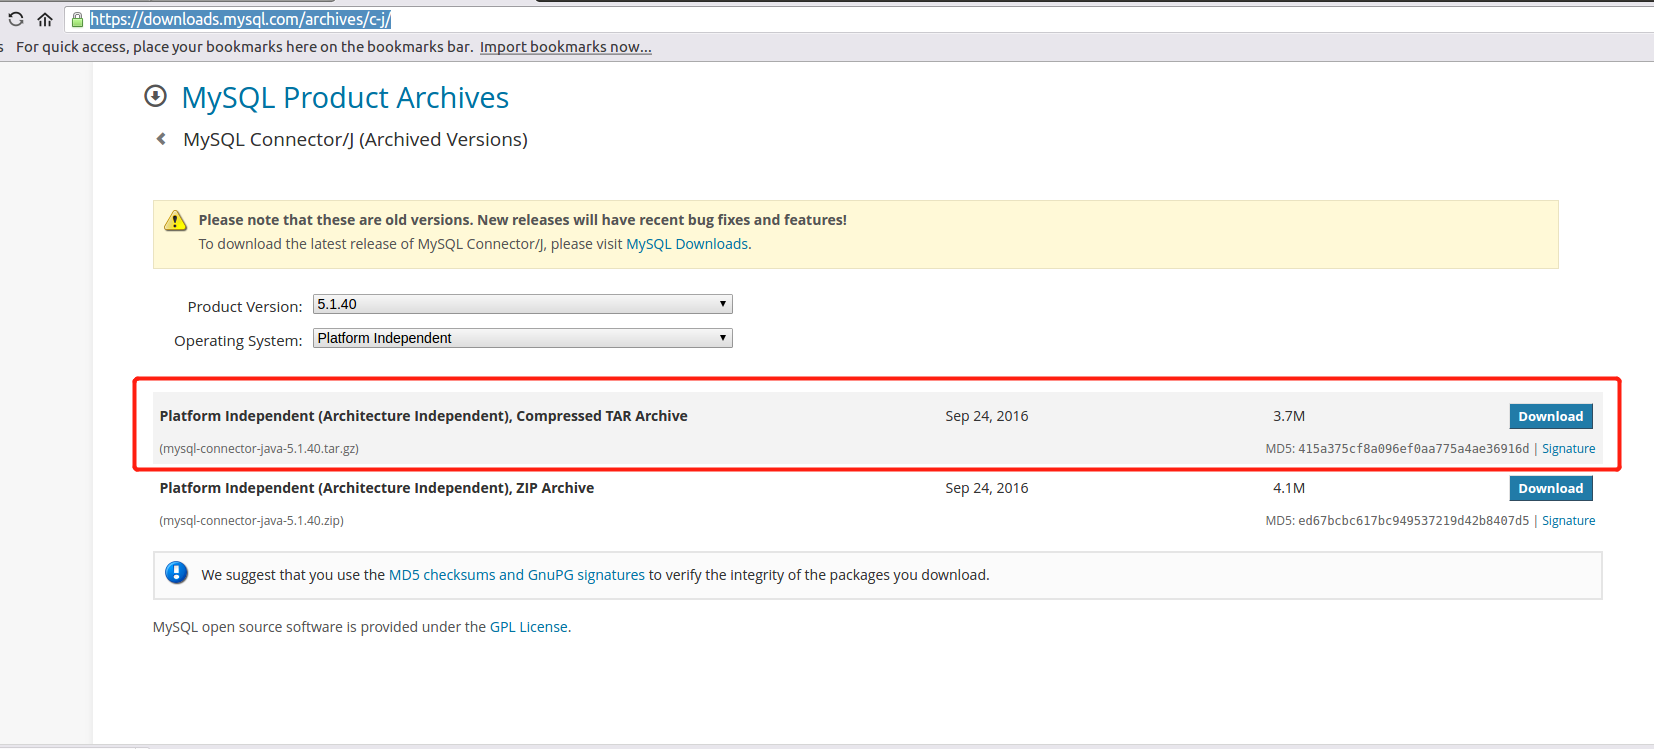 https://downloads.mysql.com/archives/c-j/
s For quick access, place your bookmarks here on the bookmarks bar. Import bookmarks now...
MySQL Product Archives
MySQL Connector/J (Archived Versions)
Please note that these are old versions. New releases will have recent bug fixes and features!
To download the latest release of MySQL Connector/J, please visit MySQL Downloads.
Product Version: 5.1.40
Operating System: Platform Independent
Platform Independent (Architecture Independent), Compressed TAR Archive Sep 24, 2016 3.7M Download
(mysql-connector-java-5.1.40.tar.gz) MD5: 415a375cf8a096ef0aa775a4ae36916d | Signature
Platform Independent (Architecture Independent), ZIP Archive Sep 24, 2016 4.1M Download
(mysql-connector-java-5.1.40.zip) MD5: ed67bcbc617bc949537219d42b8407d5 | Signature
We suggest that you use the MD5 checksums and GnuPG signatures to verify the integrity of the packages you download.
MySQL open source software is provided under the GPL License.